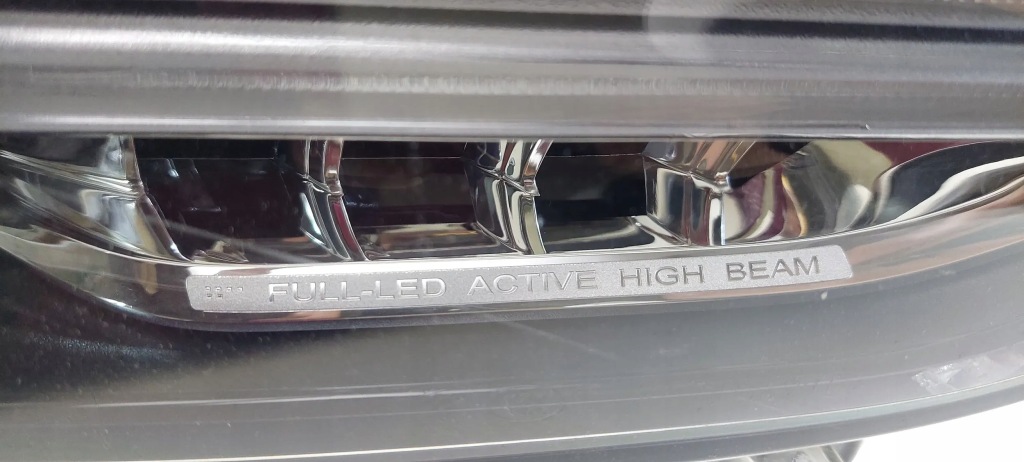 FULL-LED ACTIVE HIGH BEAM